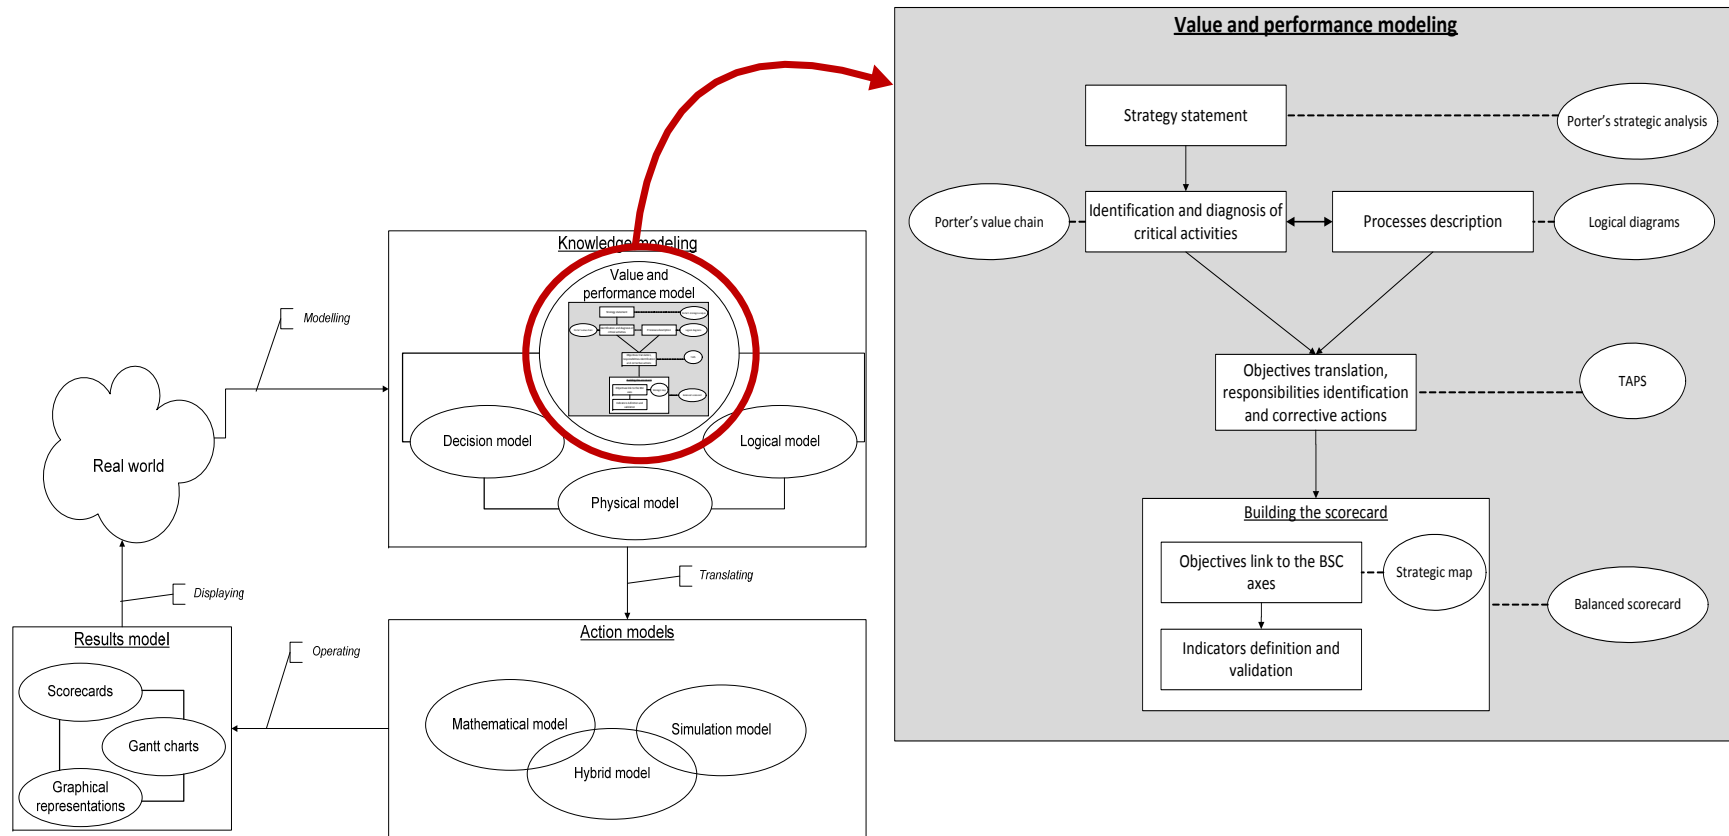 Value and performance modeling
Strategy statement
Porter's strategic analysis
Porter's value chain
Identification and diagnosis of
critical activities
Processes description
Logical diagrams
Objectives translation,
responsibilities identification
and corrective actions
TAPS
Building the scorecard
Objectives link to the BSC
axes
Strategic map
Balanced scorecard
Indicators definition and
validation
Knowledge modeling
Value and
performance model
Decision model
Logical model
Physical model
Modelling
Real world
Translating
Displaying
Results model
Scorecards
Gantt charts
Graphical
representations
Operating
Action models
Mathematical model
Simulation model
Hybrid model